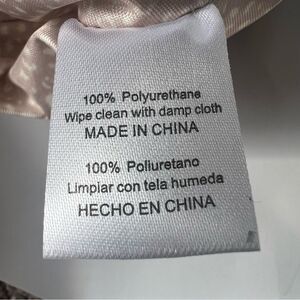 100% Polyurethane
Wipe clean with damp cloth
MADE IN CHINA
100% Poliuretano
Limpiar con tela humeda
HECHO EN CHINA